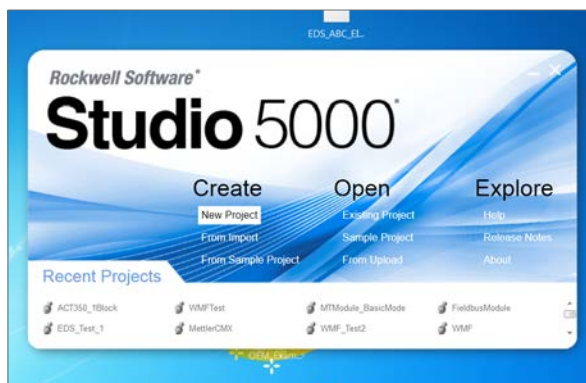 EDS_ABC_EL..
Rockwell Software®
Studio 5000®
Create Open Explore
New Project Existing Project Help
From Import Sample Project Release Notes
From Sample Project From Upload About
Recent Projects
ACT350_1Block WMFTest MTModule_BasicMode FieldbusModule
EDS_Test_1 MettlerCMX WMF_Test2 WMF